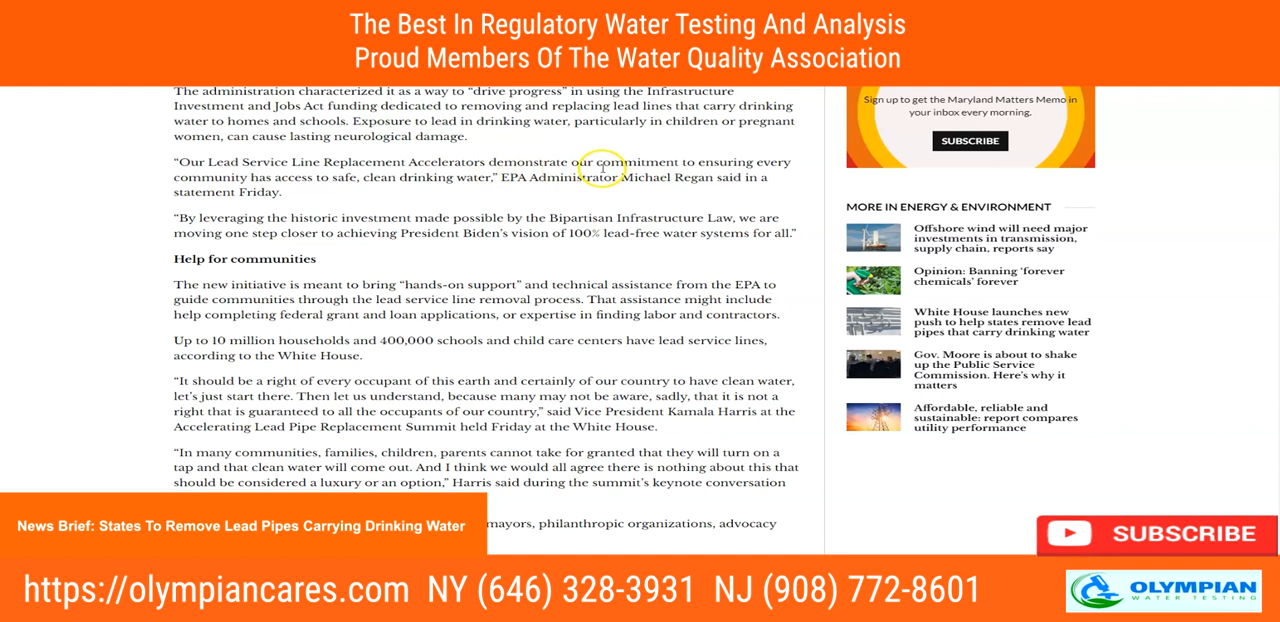 The Best In Regulatory Water Testing And Analysis
Proud Members Of The Water Quality Association
The administration characterized it as a way to “drive progress” in using the Infrastructure
Investment and Jobs Act funding dedicated to removing and replacing lead lines that carry drinking
water to homes and schools. Exposure to lead in drinking water, particularly in children or pregnant
women, can cause lasting neurological damage.
“Our Lead Service Line Replacement Accelerators demonstrate our commitment to ensuring every
community has access to safe, clean drinking water,” EPA Administrator Michael Regan said in a
statement Friday.
“By leveraging the historic investment made possible by the Bipartisan Infrastructure Law, we are
moving one step closer to achieving President Biden’s vision of 100% lead-free water systems for all.”
Help for communities
The new initiative is meant to bring “hands-on support” and technical assistance from the EPA to
guide communities through the lead service line removal process. That assistance might include
help completing federal grant and loan applications, or expertise in finding labor and contractors.
Up to 10 million households and 400,000 schools and child care centers have lead service lines,
according to the White House.
“It should be a right of every occupant of this earth and certainly of our country to have clean water,
let’s just start there. Then let us understand, because many may not be aware, sadly, that it is not a
right that is guaranteed to all the occupants of our country,” said Vice President Kamala Harris at the
Accelerating Lead Pipe Replacement Summit held Friday at the White House.
“In many communities, families, children, parents cannot take for granted that they will turn on a
tap and that clean water will come out. And I think we would all agree there is nothing about this that
should be considered a luxury or an option,” Harris said during the summit’s keynote conversation
mayors, philanthropic organizations, advocacy
Sign up to get the Maryland Matters Memo in
your inbox every morning.
SUBSCRIBE
MORE IN ENERGY & ENVIRONMENT
Offshore wind will need major
investments in transmission,
supply chain, reports say
Opinion: Banning ‘forever
chemicals’ forever
White House launches new
push to help states remove lead
pipes that carry drinking water
Gov. Moore is about to shake
up the Public Service
Commission. Here’s why it
matters
Affordable, reliable and
sustainable: report compares
utility performance
News Brief: States To Remove Lead Pipes Carrying Drinking Water
SUBSCRIBE
https://olympiancares.com NY (646) 328-3931 NJ (908) 772-8601
OLYMPIAN
WATER TESTING